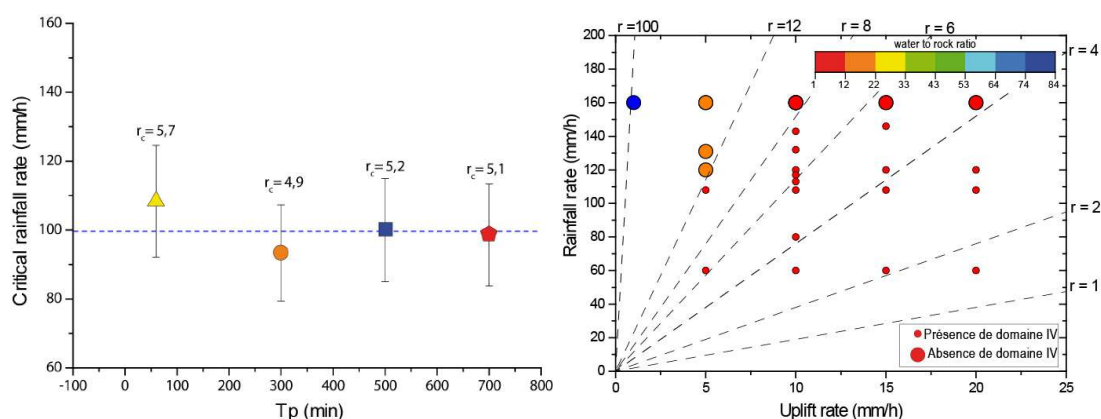 160
140
120
100
80
60
Critical rainfall rate (mm/h)
r_c = 5,7
r_c = 4,9
r_c = 5,2
r_c = 5,1
-100 0 100 200 300 400 500 600 700 800
Tp (min)
r =100
r =12
r = 8
r = 6
r = 4
r = 2
r = 1
water to rock ratio
1 12 22 33 43 53 64 74 84
200
180
160
140
120
100
80
60
40
20
0
Rainfall rate (mm/h)
Présence de domaine IV
Absence de domaine IV
0 5 10 15 20 25
Uplift rate (mm/h)